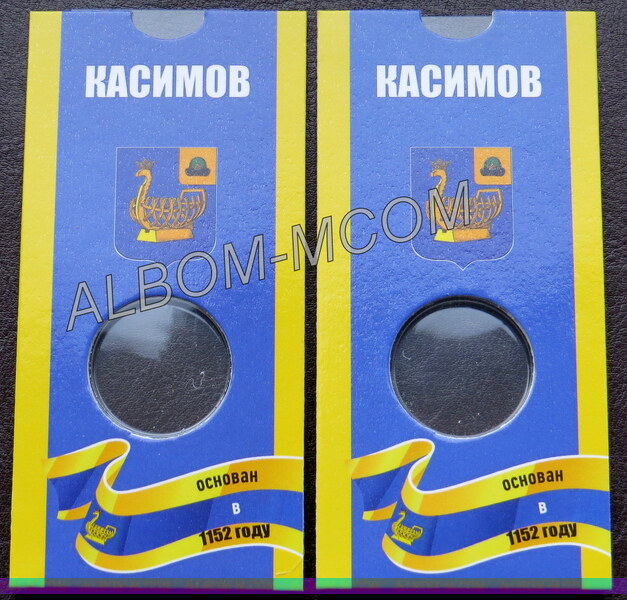 КАСИМОВ
основан
в
1152 году
КАСИМОВ
основан
в
1152 году
ALBOM-MCOM